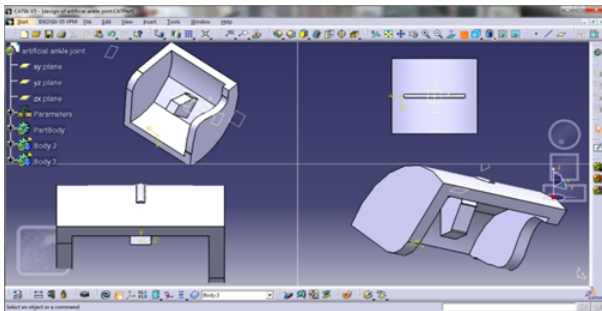 CATIA V5 - [design of artificial ankle joint.CATPart]
Start ENOVIA V5 VPM File Edit View Insert Tools Window Help
artificial ankle joint
xy plane
yz plane
zx plane
Parameters
PartBody
Body.2
Body.3
Body.3
Select an object or a command